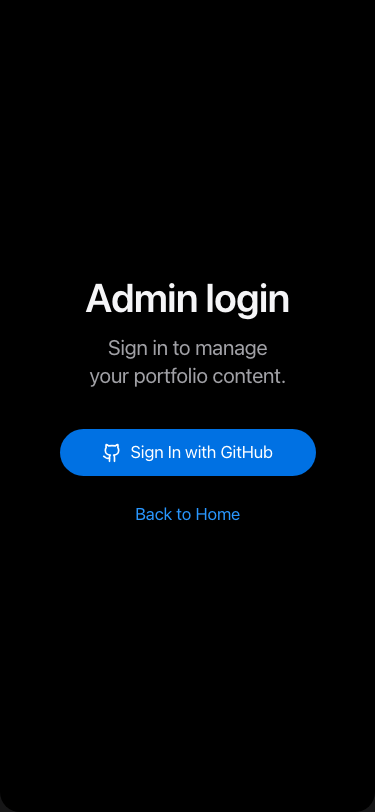 Admin login
Sign in to manage
your portfolio content.
Sign In with GitHub
Back to Home